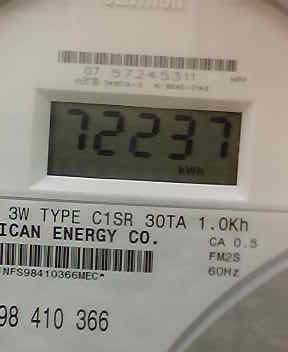 07 57245311
72237
kWh
3W TYPE C1SR 30TA 1.0Kh
ICAN ENERGY CO.
CA 0.5
FM2S
60Hz
NFS98410366MEC*
98 410 366